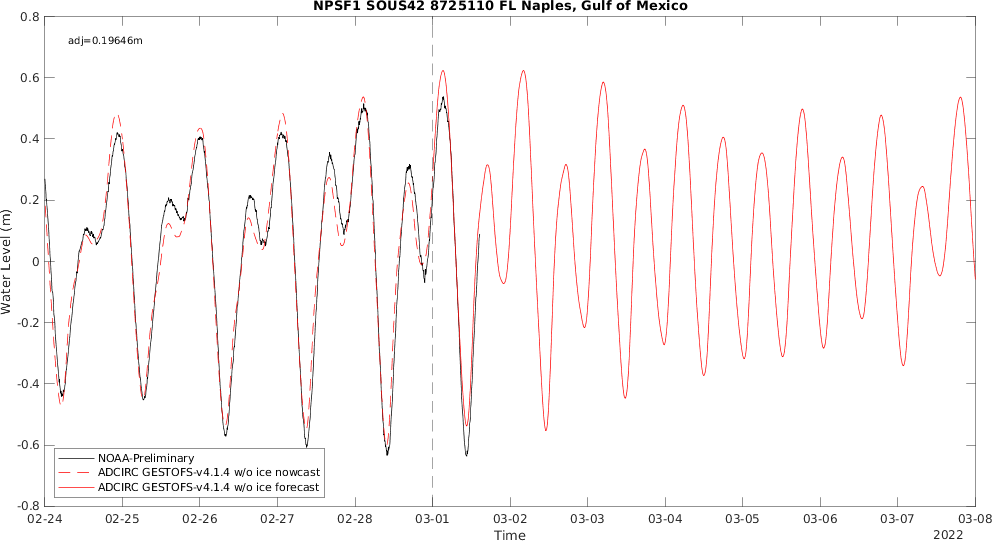 NPSF1 SOUS42 8725110 FL Naples, Gulf of Mexico
adj=0.19646m
Water Level (m)
0.8
0.6
0.4
0.2
0
-0.2
-0.4
-0.6
-0.8
NOAA-Preliminary
ADCIRC GESTOFS-v4.1.4 w/o ice nowcast
ADCIRC GESTOFS-v4.1.4 w/o ice forecast
02-24 02-25 02-26 02-27 02-28 03-01 03-02 03-03 03-04 03-05 03-06 03-07 03-08
Time
2022